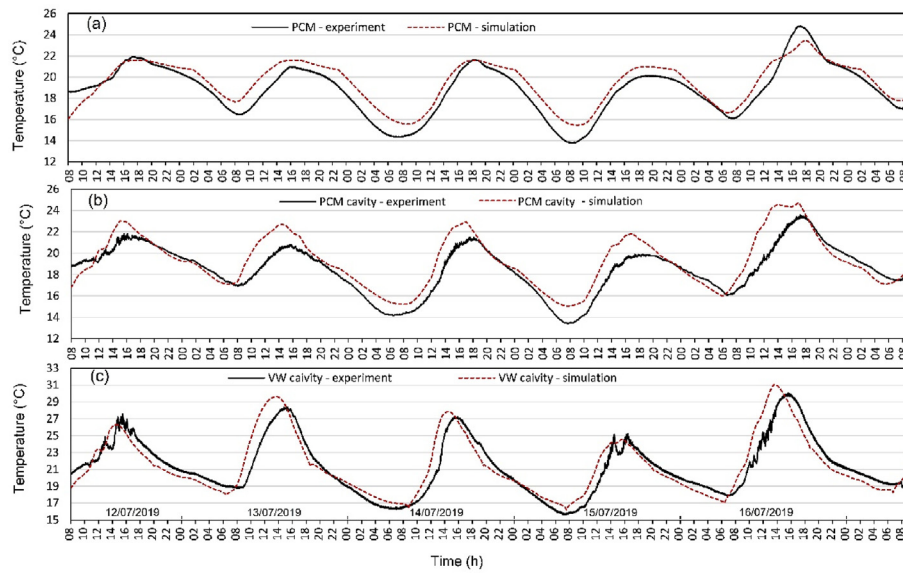 (a)
PCM - experiment
PCM - simulation
Temperature (°C)
26
24
22
20
18
16
14
12
08 10 12 14 16 18 20 22 00 02 04 06 08 10 12 14 16 18 20 22 00 02 04 06 08 10 12 14 16 18 20 22 00 02 04 06 08 10 12 14 16 18 20 22 00 02 04 06 08 10 12 14 16 18 20 22 00 02 04 06 08
(b)
PCM cavity - experiment
PCM cavity - simulation
Temperature (°C)
26
24
22
20
18
16
14
12
08 10 12 14 16 18 20 22 00 02 04 06 08 10 12 14 16 18 20 22 00 02 04 06 08 10 12 14 16 18 20 22 00 02 04 06 08 10 12 14 16 18 20 22 00 02 04 06 08 10 12 14 16 18 20 22 00 02 04 06 08
(c)
VW caivity - experiment
VW caivity - simulation
Temperature (°C)
33
31
29
27
25
23
21
19
17
15
12/07/2019 13/07/2019 14/07/2019 15/07/2019 16/07/2019
08 10 12 14 16 18 20 22 00 02 04 06 08 10 12 14 16 18 20 22 00 02 04 06 08 10 12 14 16 18 20 22 00 02 04 06 08 10 12 14 16 18 20 22 00 02 04 06 08 10 12 14 16 18 20 22 00 02 04 06 08
Time (h)